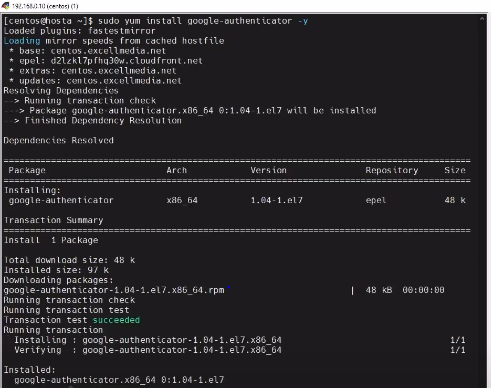 192.168.0.10 (centos) (1)
[centos@hosta ~]$ sudo yum install google-authenticator -y
Loaded plugins: fastestmirror
Loading mirror speeds from cached hostfile
 * base: centos.excellmedia.net
 * epel: d2lzkl7pfhq30w.cloudfront.net
 * extras: centos.excellmedia.net
 * updates: centos.excellmedia.net
Resolving Dependencies
--> Running transaction check
---> Package google-authenticator.x86_64 0:1.04-1.el7 will be installed
--> Finished Dependency Resolution
Dependencies Resolved
================================================================================
 Package Arch Version Repository Size
================================================================================
Installing:
 google-authenticator x86_64 1.04-1.el7 epel 48 k
Transaction Summary
================================================================================
Install  1 Package
Total download size: 48 k
Installed size: 97 k
Downloading packages:
google-authenticator-1.04-1.el7.x86_64.rpm | 48 kB 00:00:00
Running transaction check
Running transaction test
Transaction test succeeded
Running transaction
  Installing : google-authenticator-1.04-1.el7.x86_64 1/1
  Verifying  : google-authenticator-1.04-1.el7.x86_64 1/1
Installed:
  google-authenticator.x86_64 0:1.04-1.el7